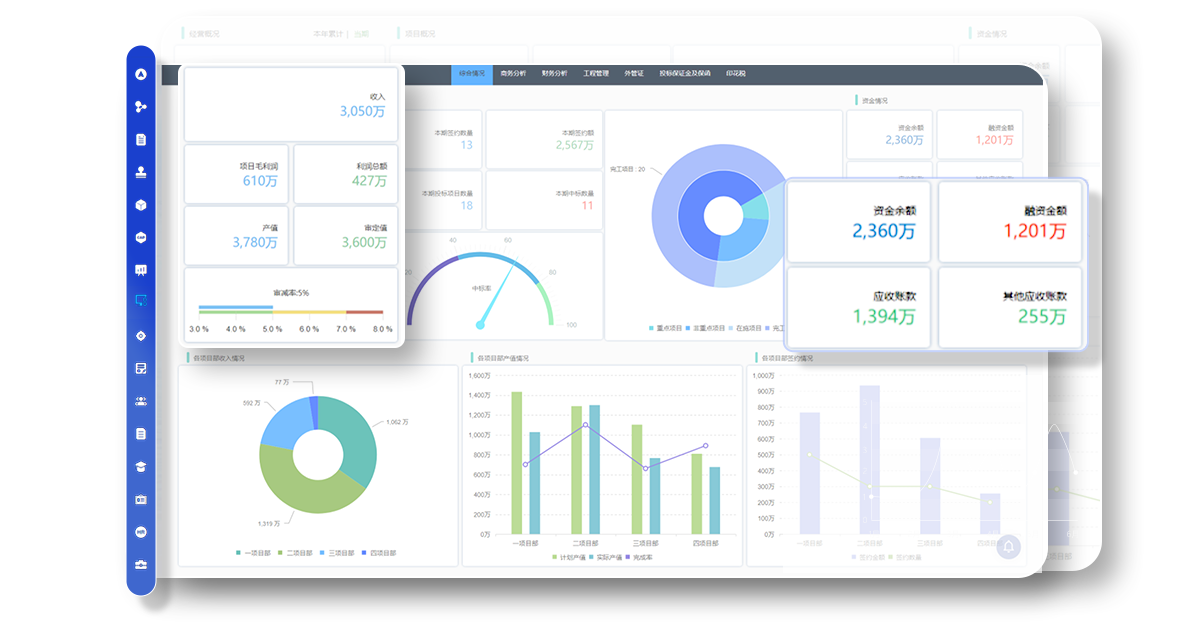 经营概况
本年累计 | 当期
项目概况
资金情况
综合情况 商务分析 财务分析 工程管理 外管证 投标保证金及保函 印花税
收入
3,050万
项目毛利润
610万
利润总额
427万
产值
3,780万
审定值
3,600万
审减率:5%
3.0 % 4.0 % 5.0 % 6.0 % 7.0 % 8.0 %
本期签约数量
13
本期签约额
2,567万
本期投标项目数量
18
本期中标数量
11
20
40
60
80
100
中标率
完工项目: 20
重点项目 非重点项目 在施项目 完工
资金情况
资金余额
2,360万
融资金额
1,201万
资金余额
2,360万
融资金额
1,201万
应收账款
1,394万
其他应收账款
255万
各项目部收入情况
77 万
592 万
1,062 万
1,319 万
一项目部 二项目部 三项目部 四项目部
各项目部产值情况
1,600万
1,400万
1,200万
1,000万
800万
600万
400万
200万
0万
一项目部 二项目部 三项目部 四项目部
计划产值 实际产值 完成率
各项目部签约情况
1,000万
900万
800万
700万
600万
500万
400万
300万
200万
100万
0万
一项目部 二项目部 三项目部 四项目部
签约金额 签约数量